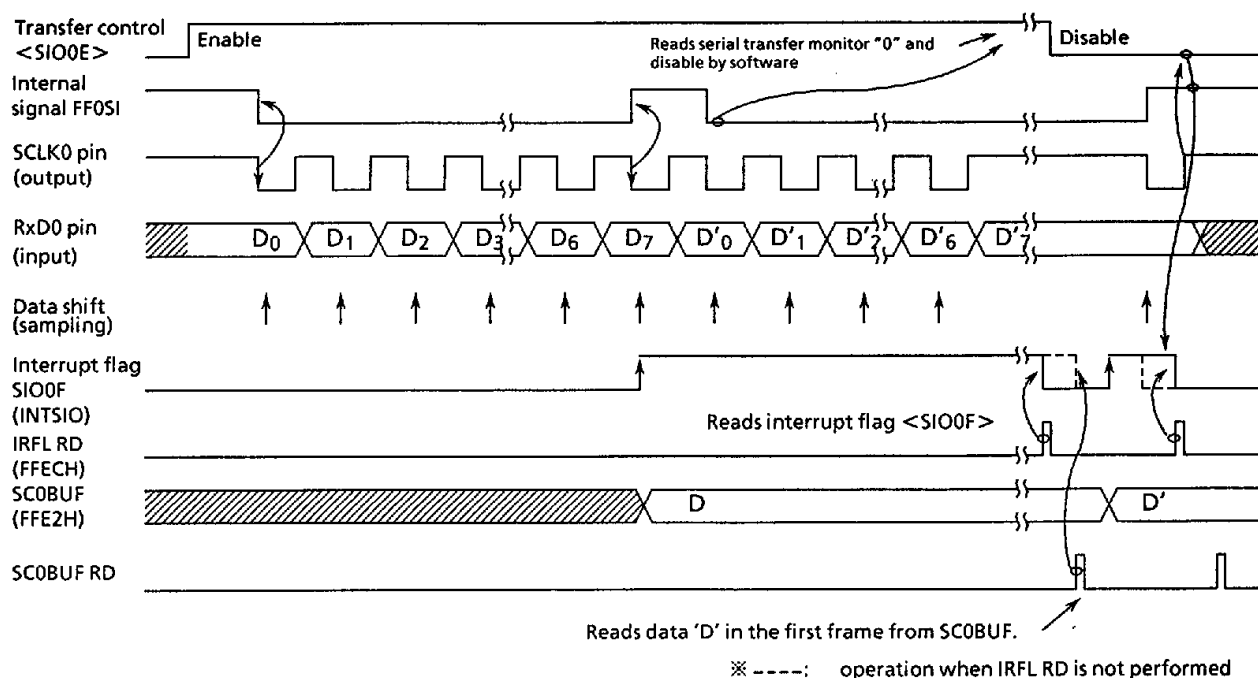 Transfer control
<SIO0E>
Enable
Reads serial transfer monitor "0" and
disable by software
Disable
Internal
signal FF0SI
SCLK0 pin
(output)
RxD0 pin
(input)
D0 D1 D2 D3 D6 D7 D'0 D'1 D'2 D'6 D'7
Data shift
(sampling)
Interrupt flag
SIO0F
(INTSIO)
Reads interrupt flag <SIO0F>
IRFL RD
(FFECH)
SC0BUF
(FFE2H)
D D'
SC0BUF RD
Reads data 'D' in the first frame from SC0BUF.
※ ----; operation when IRFL RD is not performed